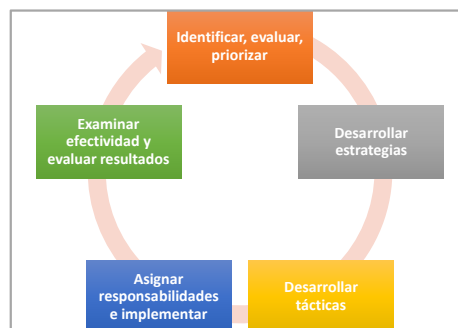 Identificar, evaluar,
priorizar
Desarrollar
estrategias
Desarrollar
tácticas
Asignar
responsabilidades
e implementar
Examinar
efectividad y
evaluar resultados